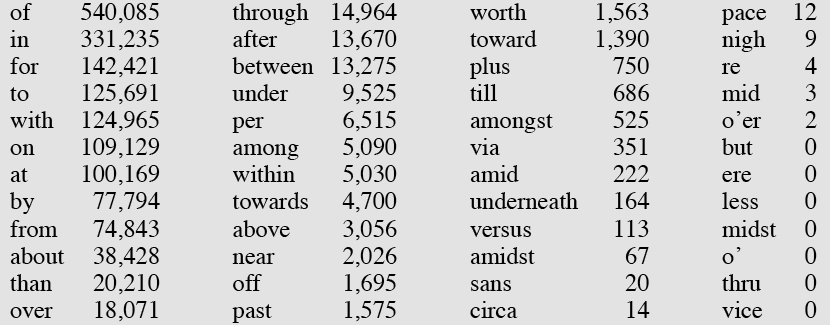 of 540,085 through 14,964 worth 1,563 pace 12
in 331,235 after 13,670 toward 1,390 nigh 9
for 142,421 between 13,275 plus 750 re 4
to 125,691 under 9,525 till 686 mid 3
with 124,965 per 6,515 amongst 525 o’er 2
on 109,129 among 5,090 via 351 but 0
at 100,169 within 5,030 amid 222 ere 0
by 77,794 towards 4,700 underneath 164 less 0
from 74,843 above 3,056 versus 113 midst 0
about 38,428 near 2,026 amidst 67 o’ 0
than 20,210 off 1,695 sans 20 thru 0
over 18,071 past 1,575 circa 14 vice 0